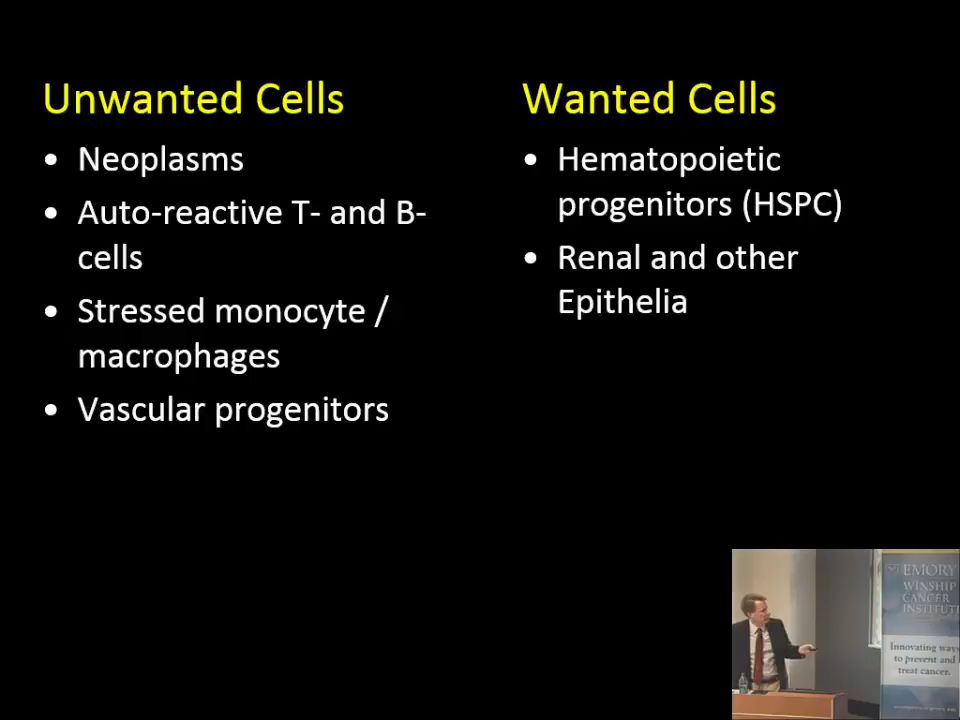 Unwanted Cells
• Neoplasms
• Auto-reactive T- and B-
cells
• Stressed monocyte /
macrophages
• Vascular progenitors
Wanted Cells
• Hematopoietic
progenitors (HSPC)
• Renal and other
Epithelia
EMORY
WINSHIP
CANCER
INSTITUTE
Innovating ways
to prevent and
treat cancer.